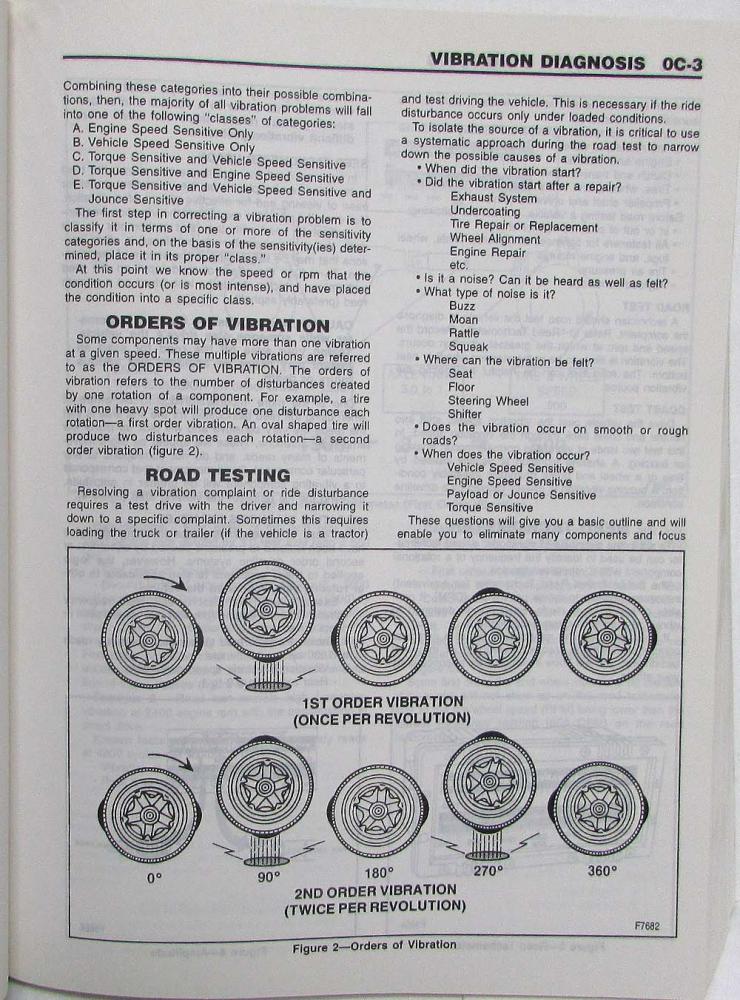 VIBRATION DIAGNOSIS 0C-3
Combining these categories into their possible combina-
tions, then, the majority of all vibration problems will fall
into one of the following "classes" of categories:
A. Engine Speed Sensitive Only
B. Vehicle Speed Sensitive Only
C. Torque Sensitive and Vehicle Speed Sensitive
D. Torque Sensitive and Engine Speed Sensitive
E. Torque Sensitive and Vehicle Speed Sensitive and
Jounce Sensitive
The first step in correcting a vibration problem is to
classify it in terms of one or more of the sensitivity
categories and, on the basis of the sensitivity(ies) deter-
mined, place it in its proper "class."
At this point we know the speed or rpm that the
condition occurs (or is most intense), and have placed
the condition into a specific class.
ORDERS OF VIBRATION
Some components may have more than one vibration
at a given speed. These multiple vibrations are referred
to as the ORDERS OF VIBRATION. The orders of
vibration refers to the number of disturbances created
by one rotation of a component. For example, a tire
with one heavy spot will produce one disturbance each
rotation—a first order vibration. An oval shaped tire will
produce two disturbances each rotation—a second
order vibration (figure 2).
ROAD TESTING
Resolving a vibration complaint or ride disturbance
requires a test drive with the driver and narrowing it
down to a specific complaint. Sometimes this requires
loading the truck or trailer (if the vehicle is a tractor)
and test driving the vehicle. This is necessary if the ride
disturbance occurs only under loaded conditions.
To isolate the source of a vibration, it is critical to use
a systematic approach during the road test to narrow
down the possible causes of a vibration.
• When did the vibration start?
• Did the vibration start after a repair?
Exhaust System
Undercoating
Tire Repair or Replacement
Wheel Alignment
Engine Repair
etc.
• Is it a noise? Can it be heard as well as felt?
• What type of noise is it?
Buzz
Moan
Rattle
Squeak
• Where can the vibration be felt?
Seat
Floor
Steering Wheel
Shifter
• Does the vibration occur on smooth or rough
roads?
• When does the vibration occur?
Vehicle Speed Sensitive
Engine Speed Sensitive
Payload or Jounce Sensitive
Torque Sensitive
These questions will give you a basic outline and will
enable you to eliminate many components and focus
1ST ORDER VIBRATION
(ONCE PER REVOLUTION)
0° 90° 180° 270° 360°
2ND ORDER VIBRATION
(TWICE PER REVOLUTION)
F7682
Figure 2—Orders of Vibration